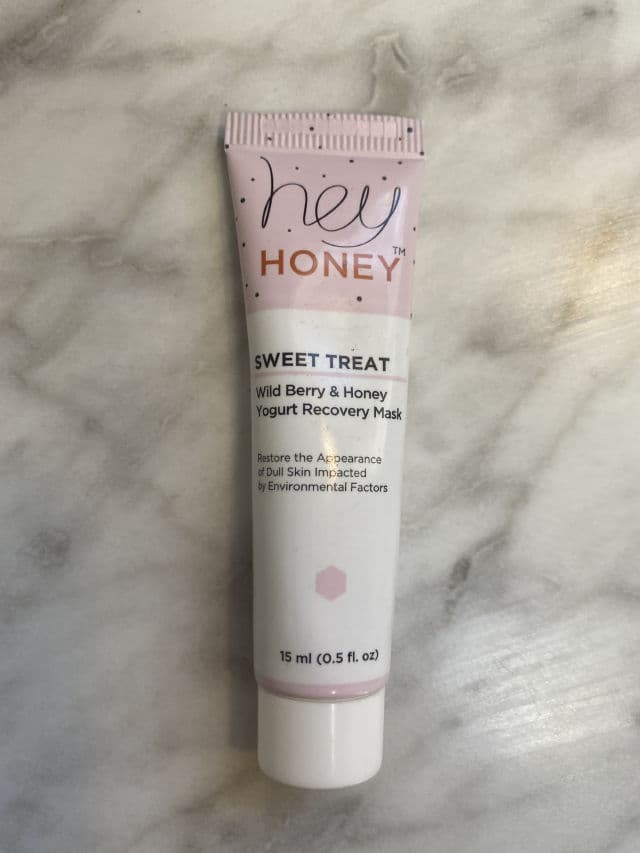 hey
HONEY™
SWEET TREAT
Wild Berry & Honey
Yogurt Recovery Mask
Restore the Appearance
of Dull Skin Impacted
by Environmental Factors
15 ml (0.5 fl. oz)